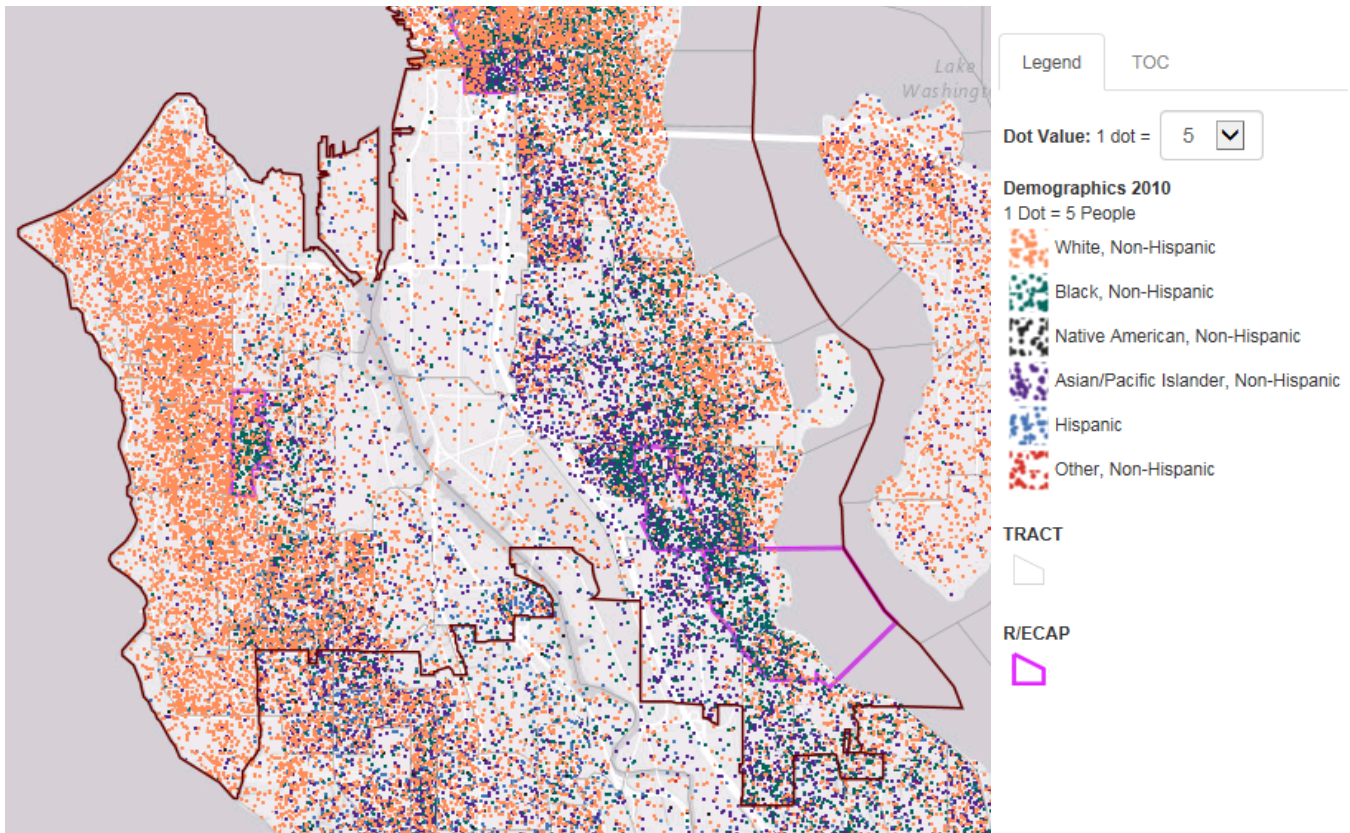 Lake
Washingt
Legend
TOC
Dot Value: 1 dot = 5
Demographics 2010
1 Dot = 5 People
White, Non-Hispanic
Black, Non-Hispanic
Native American, Non-Hispanic
Asian/Pacific Islander, Non-Hispanic
Hispanic
Other, Non-Hispanic
TRACT
R/ECAP